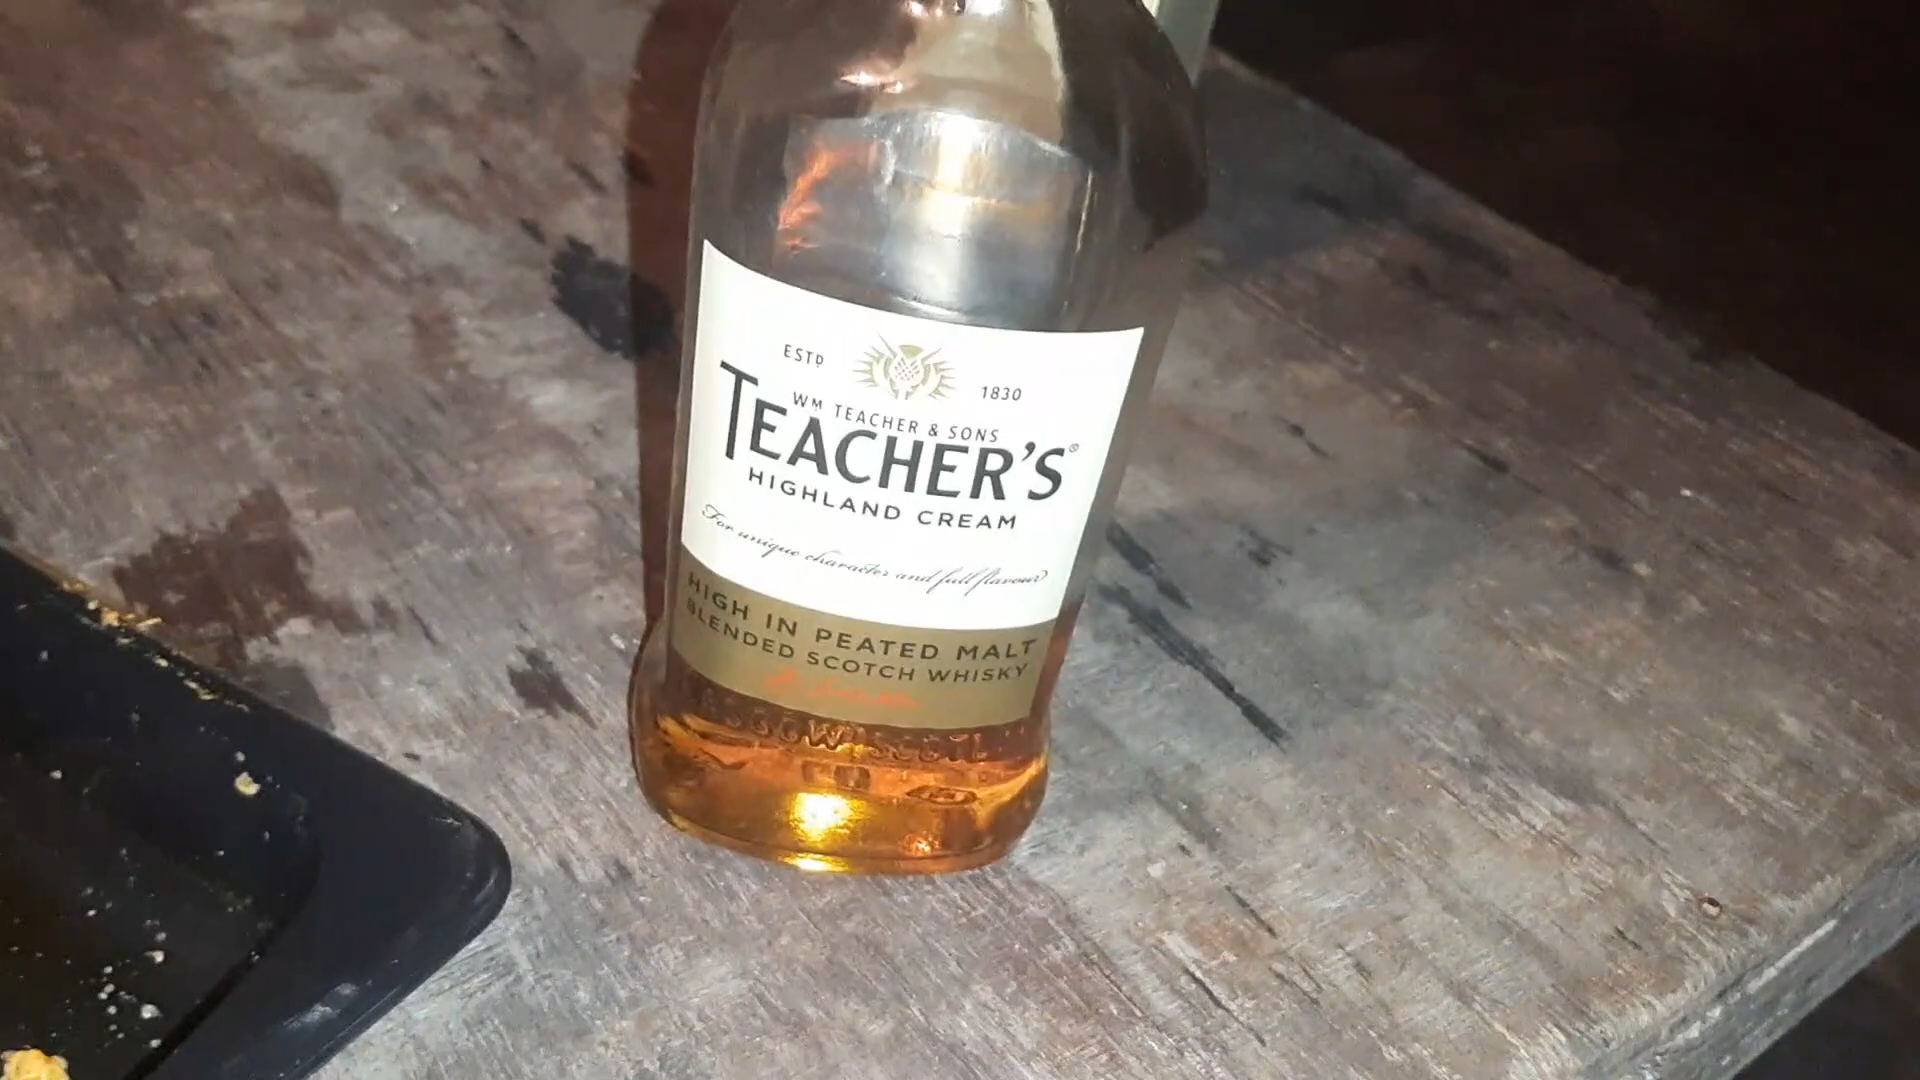 ESTD
1830
WM TEACHER & SONS
TEACHER'S®
HIGHLAND CREAM
For unique character and full flavour
HIGH IN PEATED MALT
BLENDED SCOTCH WHISKY